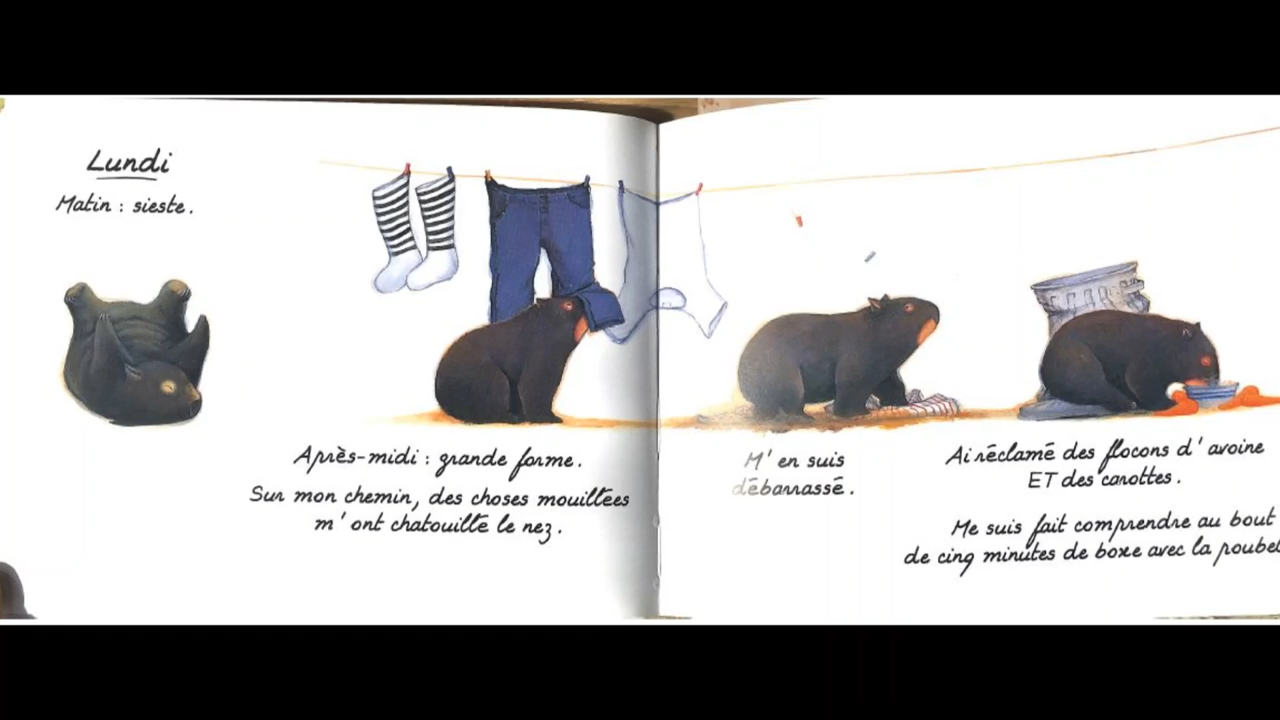 Lundi
Matin : sieste.
Après-midi : grande forme.
Sur mon chemin, des choses mouillées
m' ont chatouillé le nez.
M' en suis
débarrassé.
Ai réclamé des flocons d' avoine
ET des carottes.
Me suis fait comprendre au bout
de cinq minutes de boxe avec la